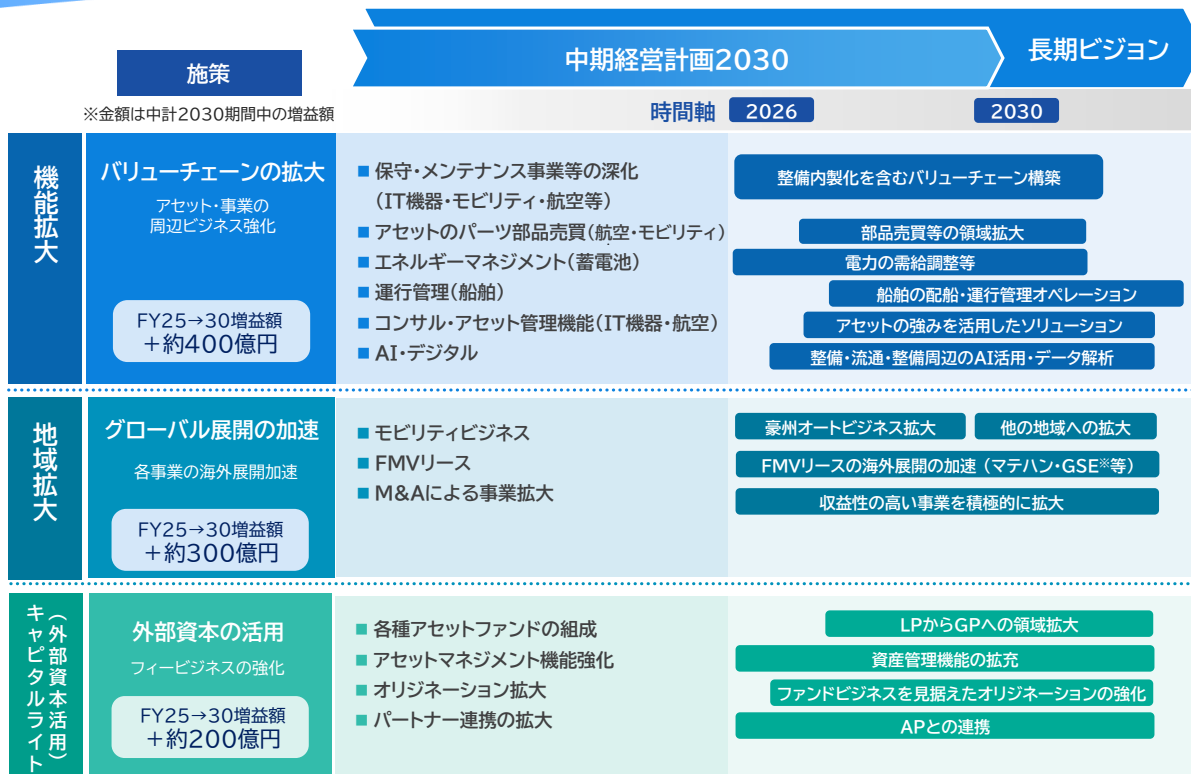 中期経営計画2030
長期ビジョン
施策
※金額は中計2030期間中の増益額
時間軸
2026
2030
機能拡大
バリューチェーンの拡大
アセット・事業の
周辺ビジネス強化
FY25→30増益額
＋約400億円
■ 保守・メンテナンス事業等の深化
（IT機器・モビリティ・航空等）
■ アセットのパーツ部品売買（航空・モビリティ）
■ エネルギーマネジメント（蓄電池）
■ 運行管理（船舶）
■ コンサル・アセット管理機能（IT機器・航空）
■ AI・デジタル
整備内製化を含むバリューチェーン構築
部品売買等の領域拡大
電力の需給調整等
船舶の配船・運行管理オペレーション
アセットの強みを活用したソリューション
整備・流通・整備周辺のAI活用・データ解析
地域拡大
グローバル展開の加速
各事業の海外展開加速
FY25→30増益額
＋約300億円
■ モビリティビジネス
■ FMVリース
■ M&Aによる事業拡大
豪州オートビジネス拡大
他の地域への拡大
FMVリースの海外展開の加速（マテハン・GSE※等）
収益性の高い事業を積極的に拡大
キャピタルライト
（外部資本活用）
外部資本の活用
フィービジネスの強化
FY25→30増益額
＋約200億円
■ 各種アセットファンドの組成
■ アセットマネジメント機能強化
■ オリジネーション拡大
■ パートナー連携の拡大
LPからGPへの領域拡大
資産管理機能の拡充
ファンドビジネスを見据えたオリジネーションの強化
APとの連携